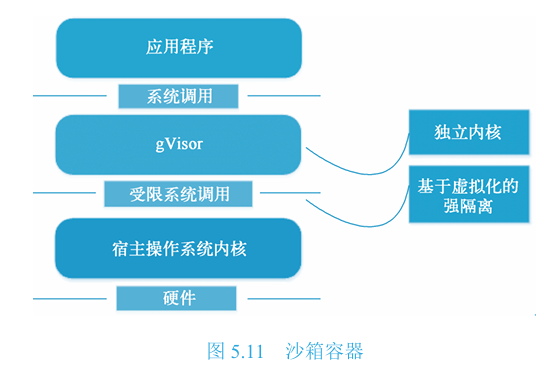 应用程序
系统调用
gVisor
独立内核
受限系统调用
基于虚拟化的
强隔离
宿主操作系统内核
硬件
图 5.11 沙箱容器